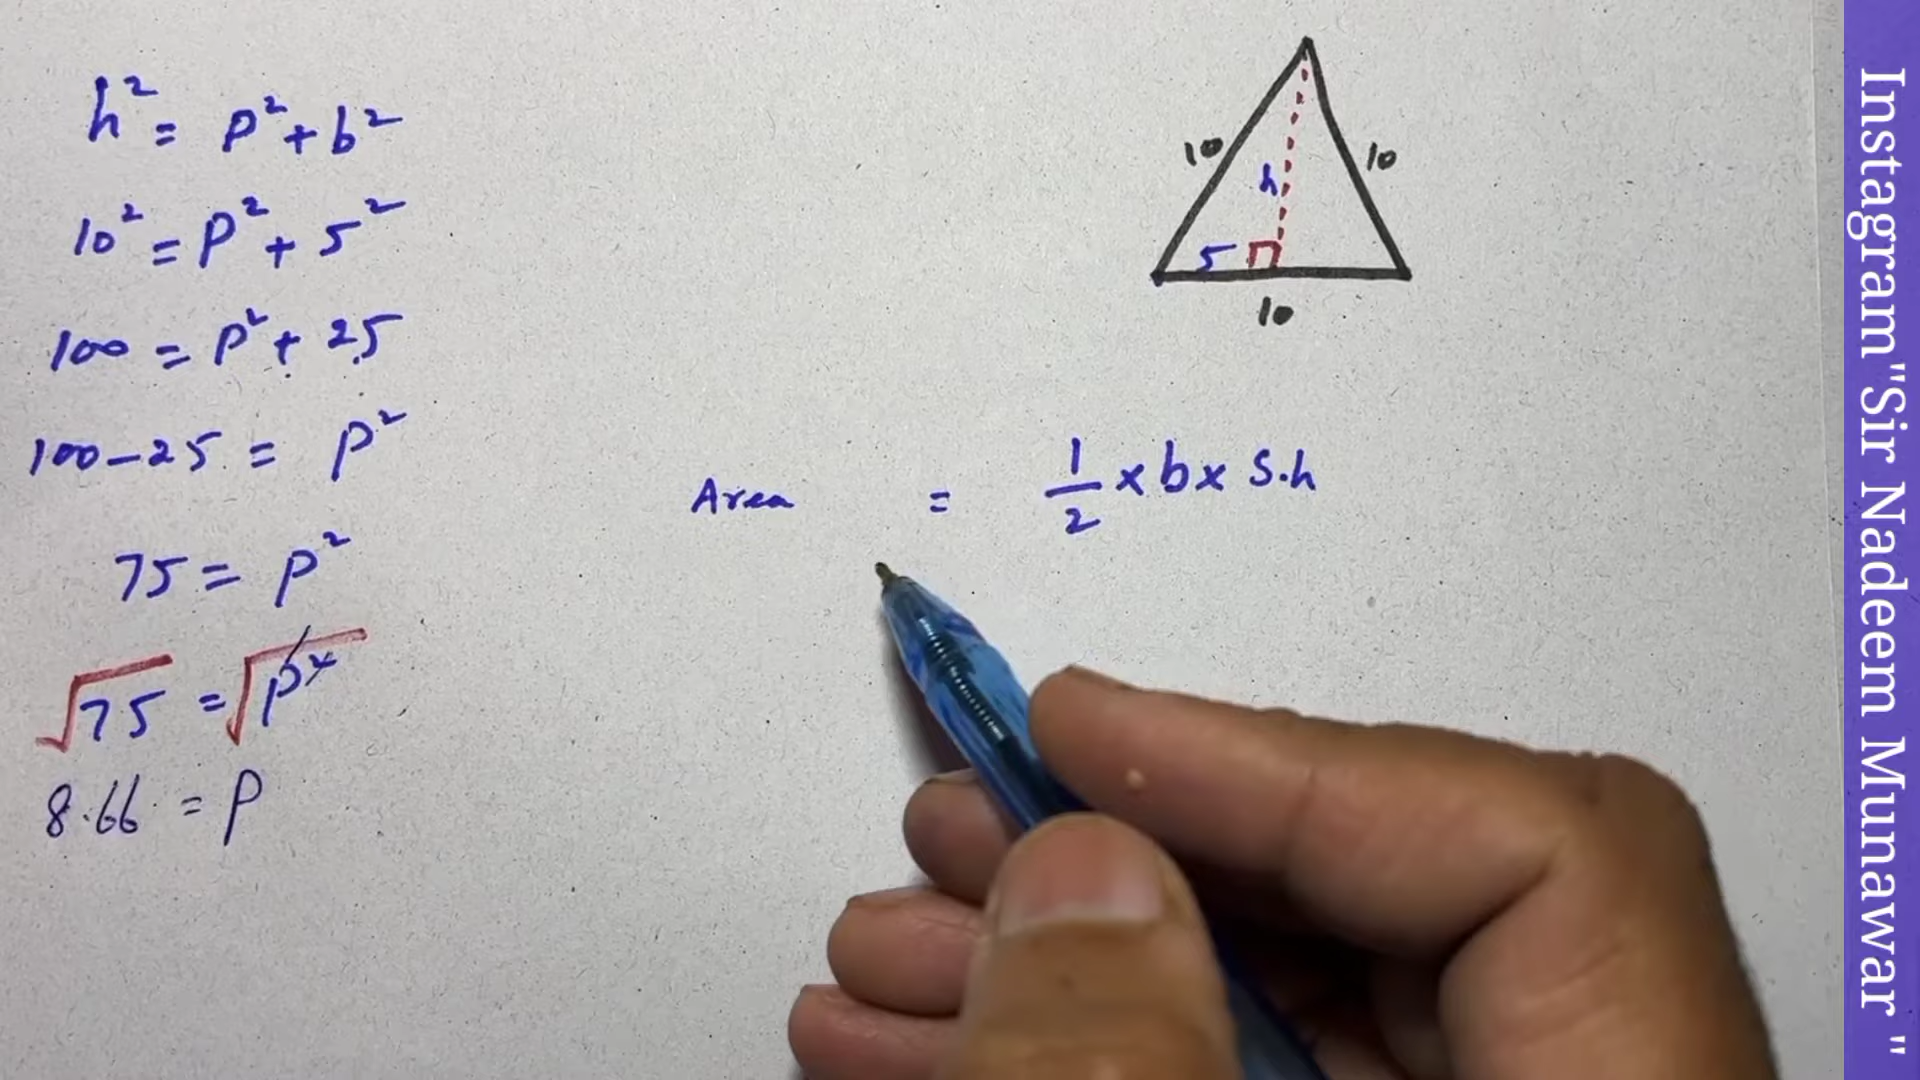 h² = p² + b²
10² = p² + 5²
100 = p² + 25
100 - 25 = p²
75 = p²
√75 = √p²
8.66 = p
10
10
h
5
10
Area = 1/2 × b × s.h
Instagram"Sir Nadeem Munawar"